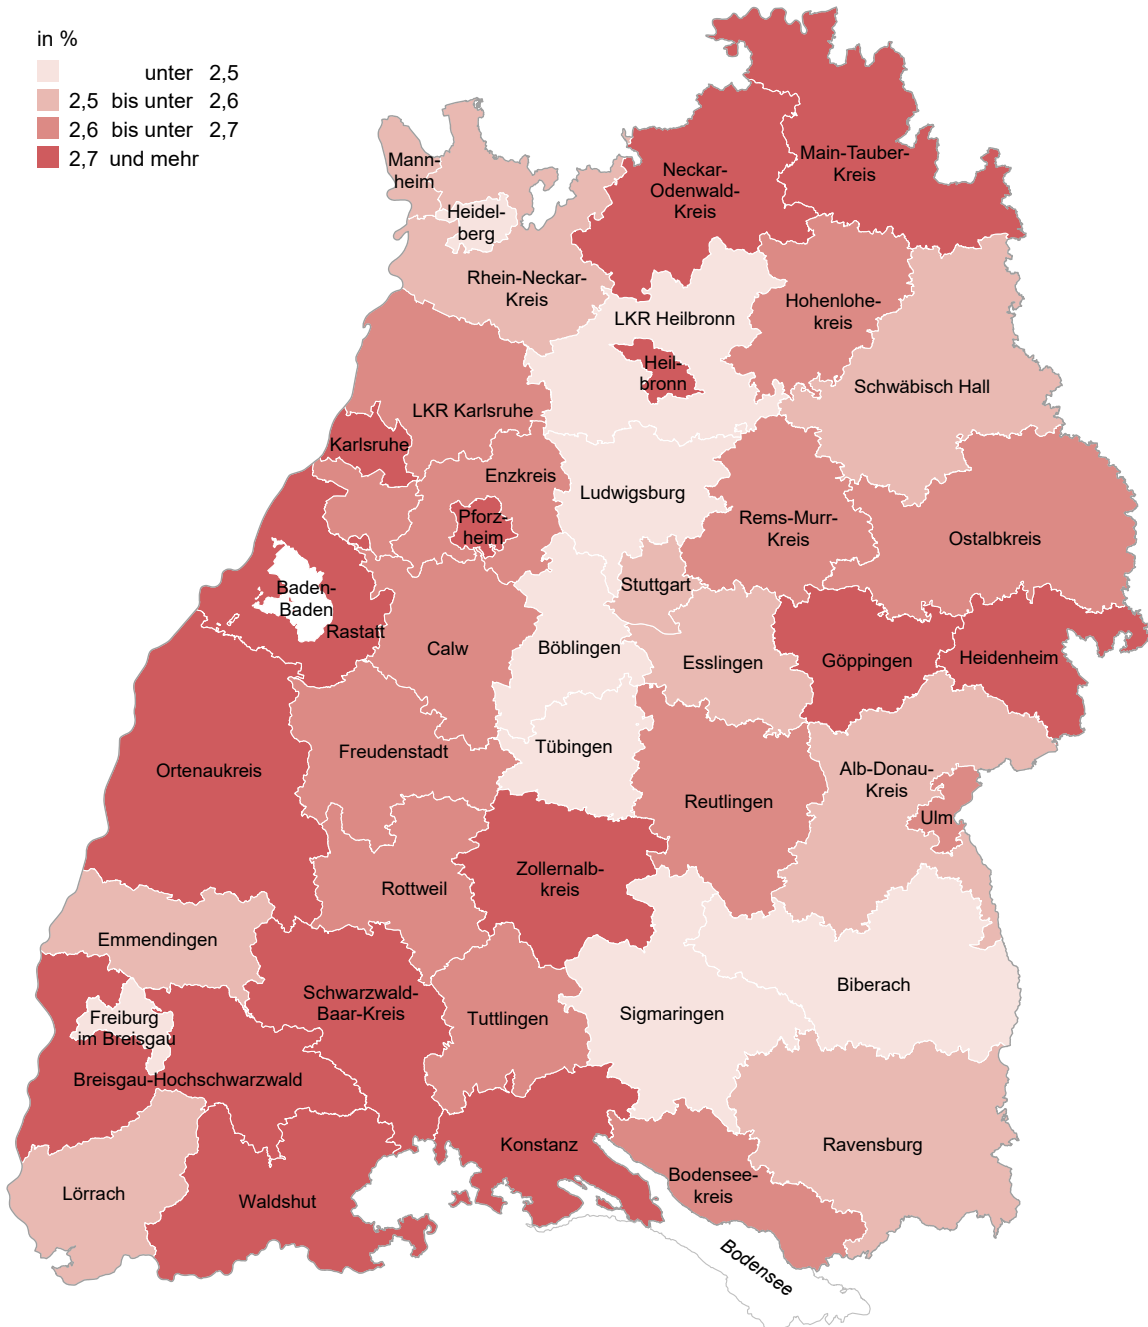 in %
unter 2,5
2,5 bis unter 2,6
2,6 bis unter 2,7
2,7 und mehr
Mann-
heim
Heidel-
berg
Neckar-
Odenwald-
Kreis
Main-Tauber-
Kreis
Rhein-Neckar-
Kreis
LKR Heilbronn
Hohenlohe-
kreis
Heil-
bronn
Schwäbisch Hall
LKR Karlsruhe
Karlsruhe
Enzkreis
Ludwigsburg
Pforz-
heim
Rems-Murr-
Kreis
Ostalbkreis
Baden-
Baden
Stuttgart
Rastatt
Calw
Böblingen
Esslingen
Göppingen
Heidenheim
Freudenstadt
Tübingen
Ortenaukreis
Alb-Donau-
Kreis
Reutlingen
Ulm
Zollernalb-
kreis
Rottweil
Emmendingen
Biberach
Schwarzwald-
Baar-Kreis
Sigmaringen
Tuttlingen
Freiburg
im Breisgau
Breisgau-Hochschwarzwald
Konstanz
Ravensburg
Bodensee-
kreis
Lörrach
Waldshut
Bodensee